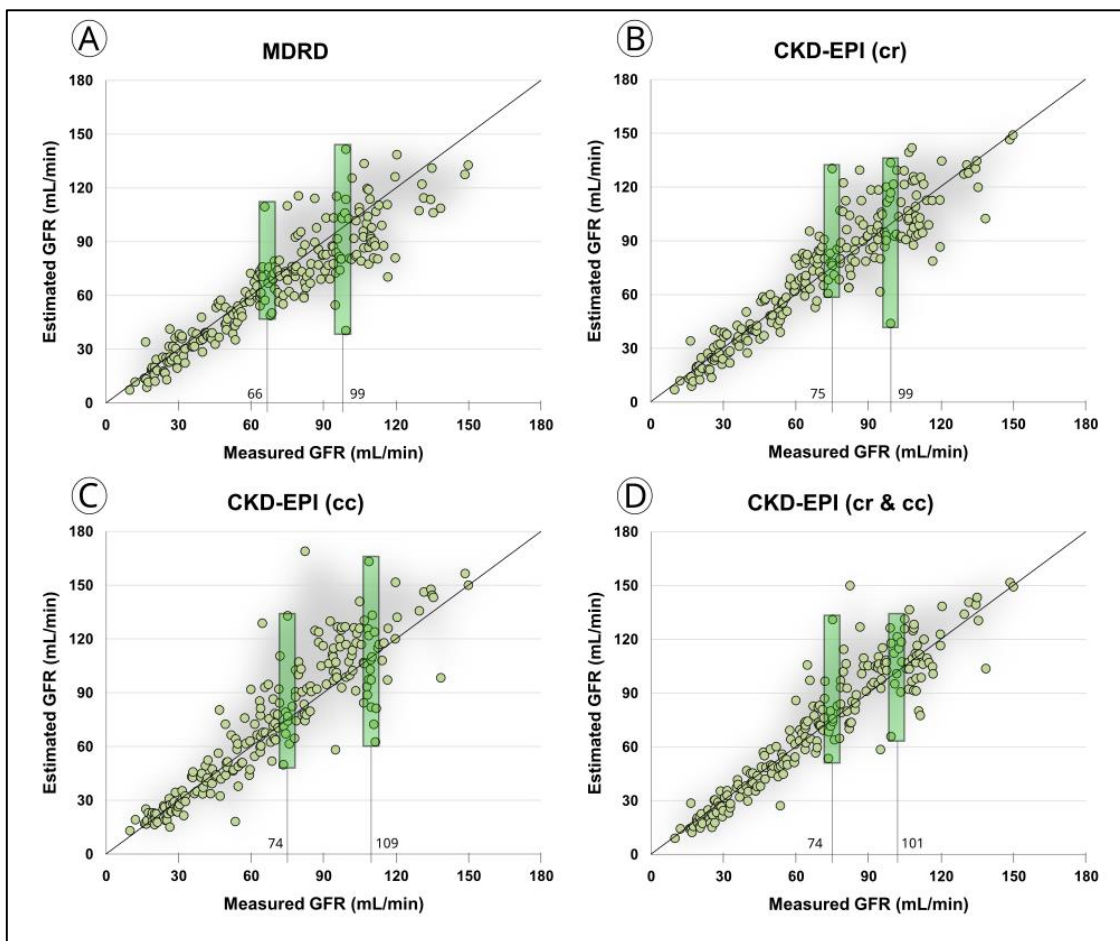 A
MDRD
Estimated GFR (mL/min)
180
150
120
90
60
30
0
66
99
0 30 60 90 120 150 180
Measured GFR (mL/min)
B
CKD-EPI (cr)
Estimated GFR (mL/min)
180
150
120
90
60
30
0
75
99
0 30 60 90 120 150 180
Measured GFR (mL/min)
C
CKD-EPI (cc)
Estimated GFR (mL/min)
180
150
120
90
60
30
0
74
109
0 30 60 90 120 150 180
Measured GFR (mL/min)
D
CKD-EPI (cr & cc)
Estimated GFR (mL/min)
180
150
120
90
60
30
0
74
101
0 30 60 90 120 150 180
Measured GFR (mL/min)